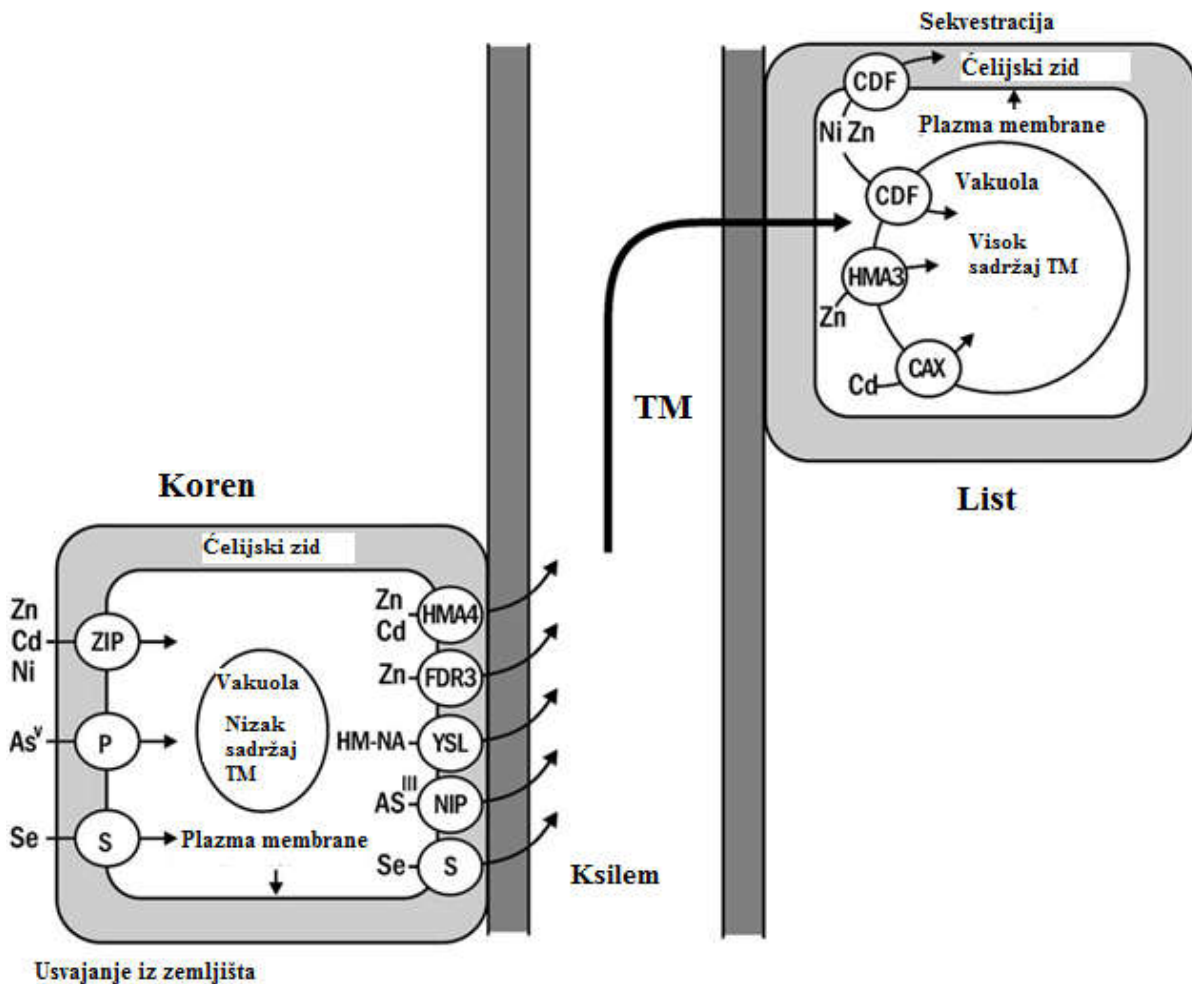 Sekvestracija
CDF
Ćelijski zid
Ni Zn
Plazma membrane
CDF
Vakuola
Visok
sadržaj TM
HMA3
Zn
CAX
Cd
TM
List
Koren
Ćelijski zid
Zn
Cd
Ni
ZIP
Zn
Cd
HMA4
Vakuola
Zn
FDR3
Nizak
sadržaj
TM
As^V
P
HM-NA
YSL
AS^III
NIP
Se
S
Plazma membrane
Se
S
Ksilem
Usvajanje iz zemljišta